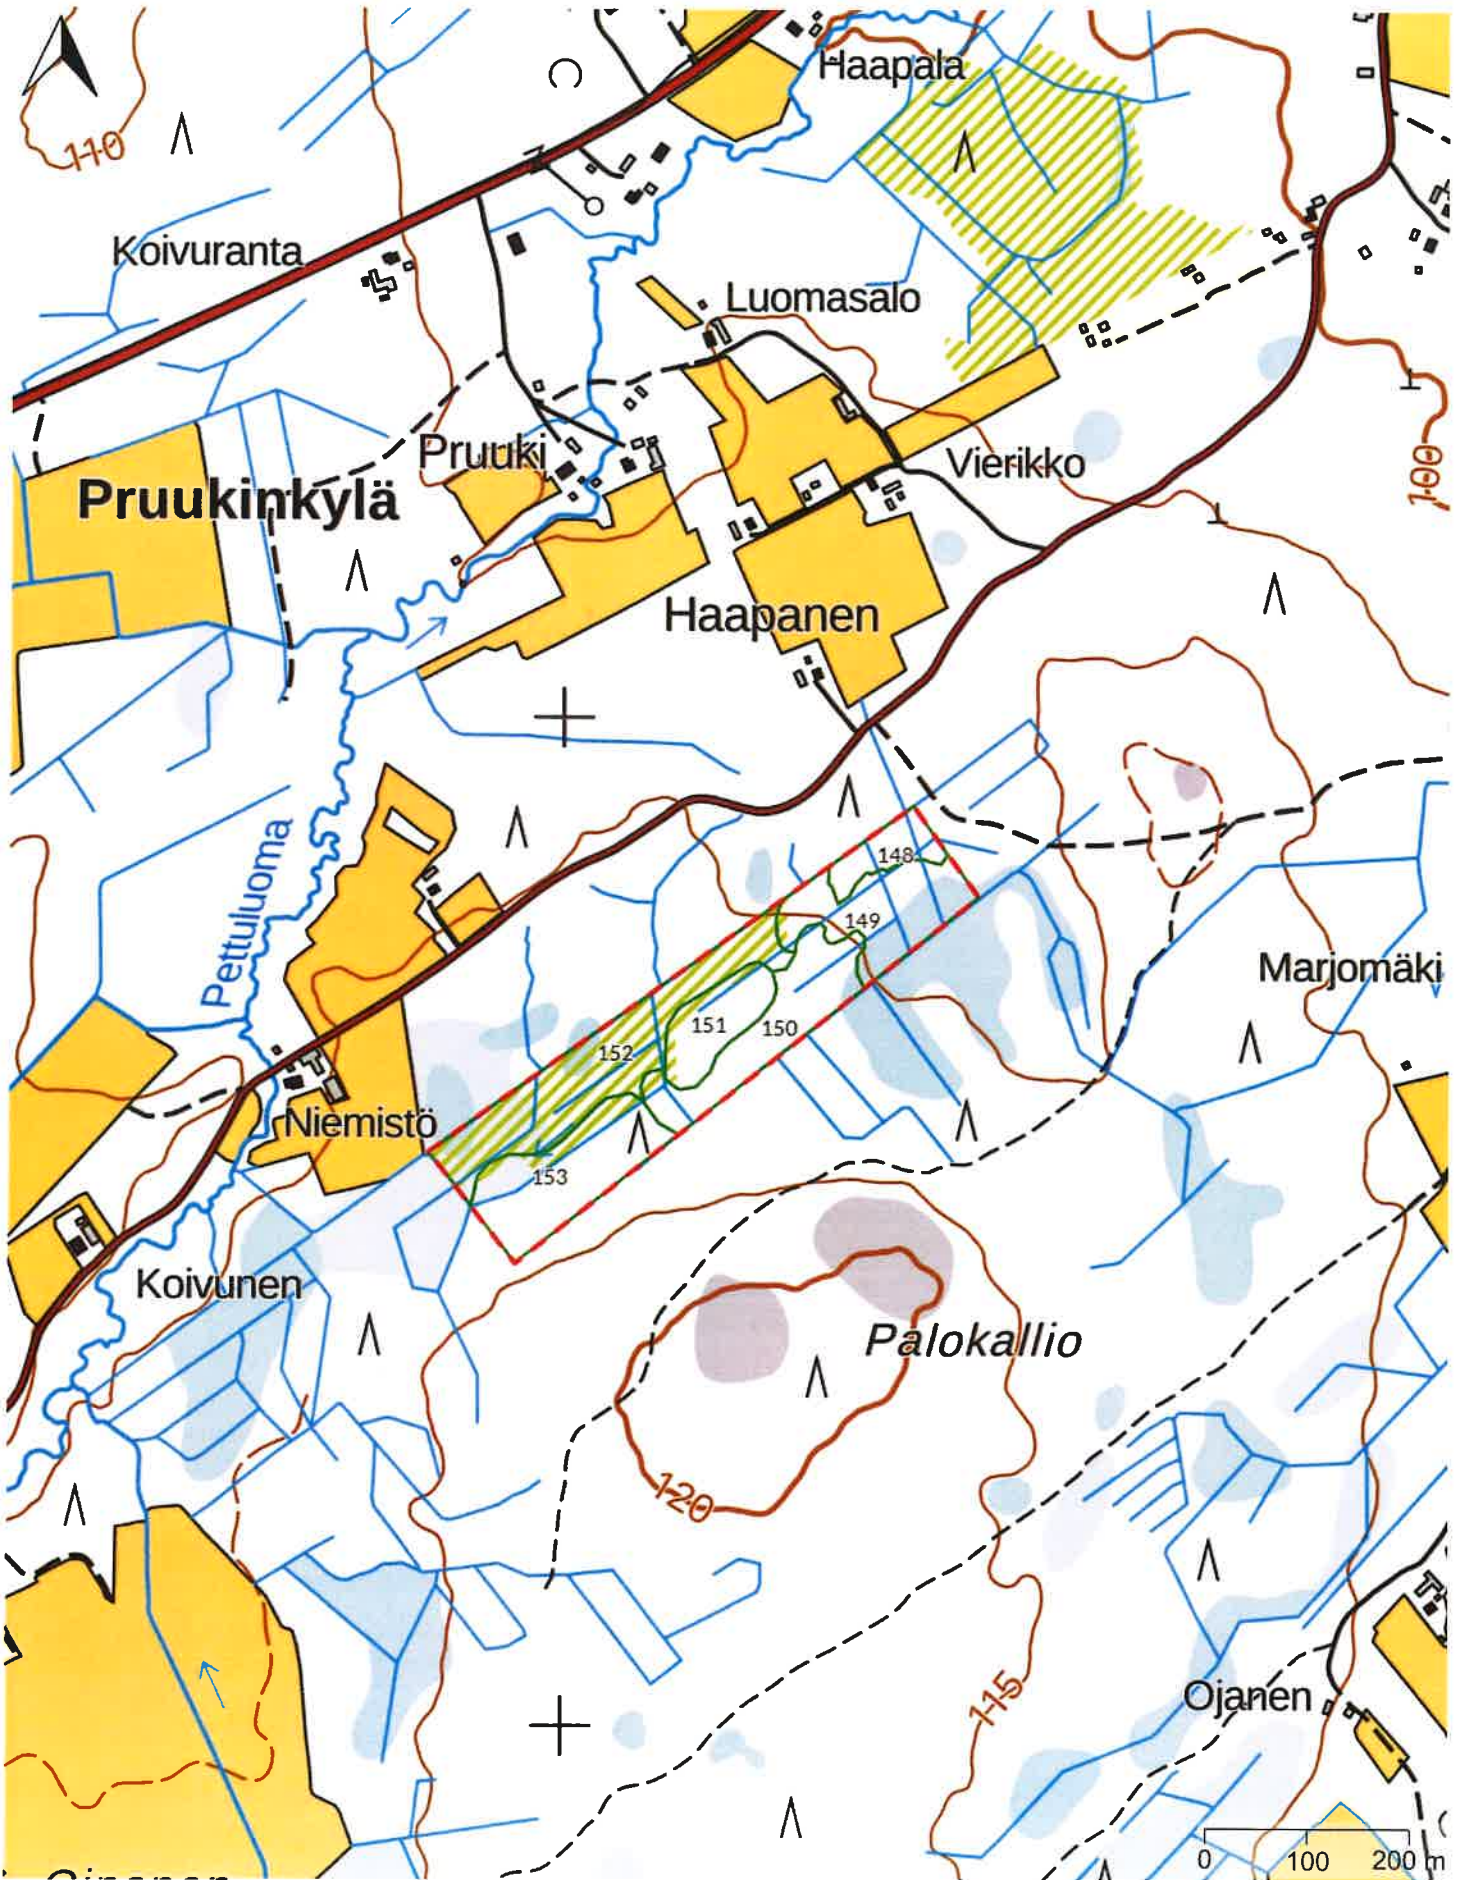 Haapala
110
Koivuranta
Luomasalo
Pruuki
Vierikko
100
Pruukinkylä
Haapanen
Pettuluoma
148
149
Marjomäki
151
150
152
Niemistö
153
Koivunen
Palokallio
120
115
Ojanen
0 100 200 m